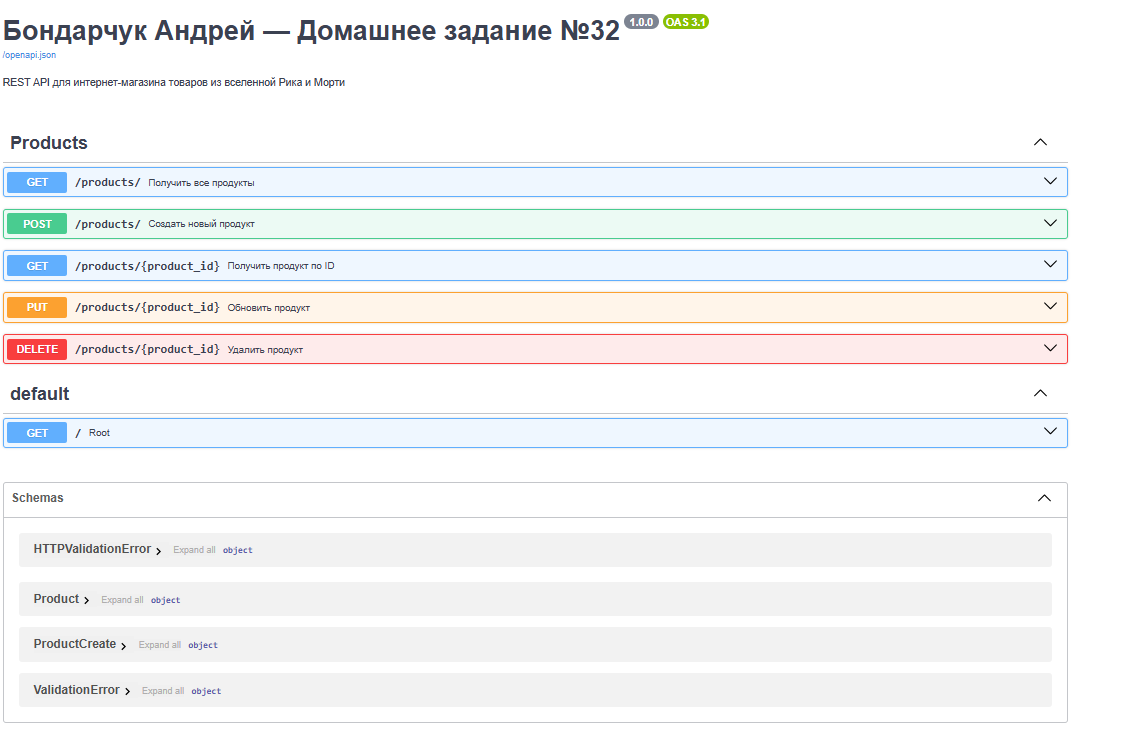 Бондарчук Андрей — Домашнее задание №32 1.0.0 OAS 3.1
/openapi.json
REST API для интернет-магазина товаров из вселенной Рика и Морти
Products
GET /products/ Получить все продукты
POST /products/ Создать новый продукт
GET /products/{product_id} Получить продукт по ID
PUT /products/{product_id} Обновить продукт
DELETE /products/{product_id} Удалить продукт
default
GET / Root
Schemas
HTTPValidationError Expand all object
Product Expand all object
ProductCreate Expand all object
ValidationError Expand all object